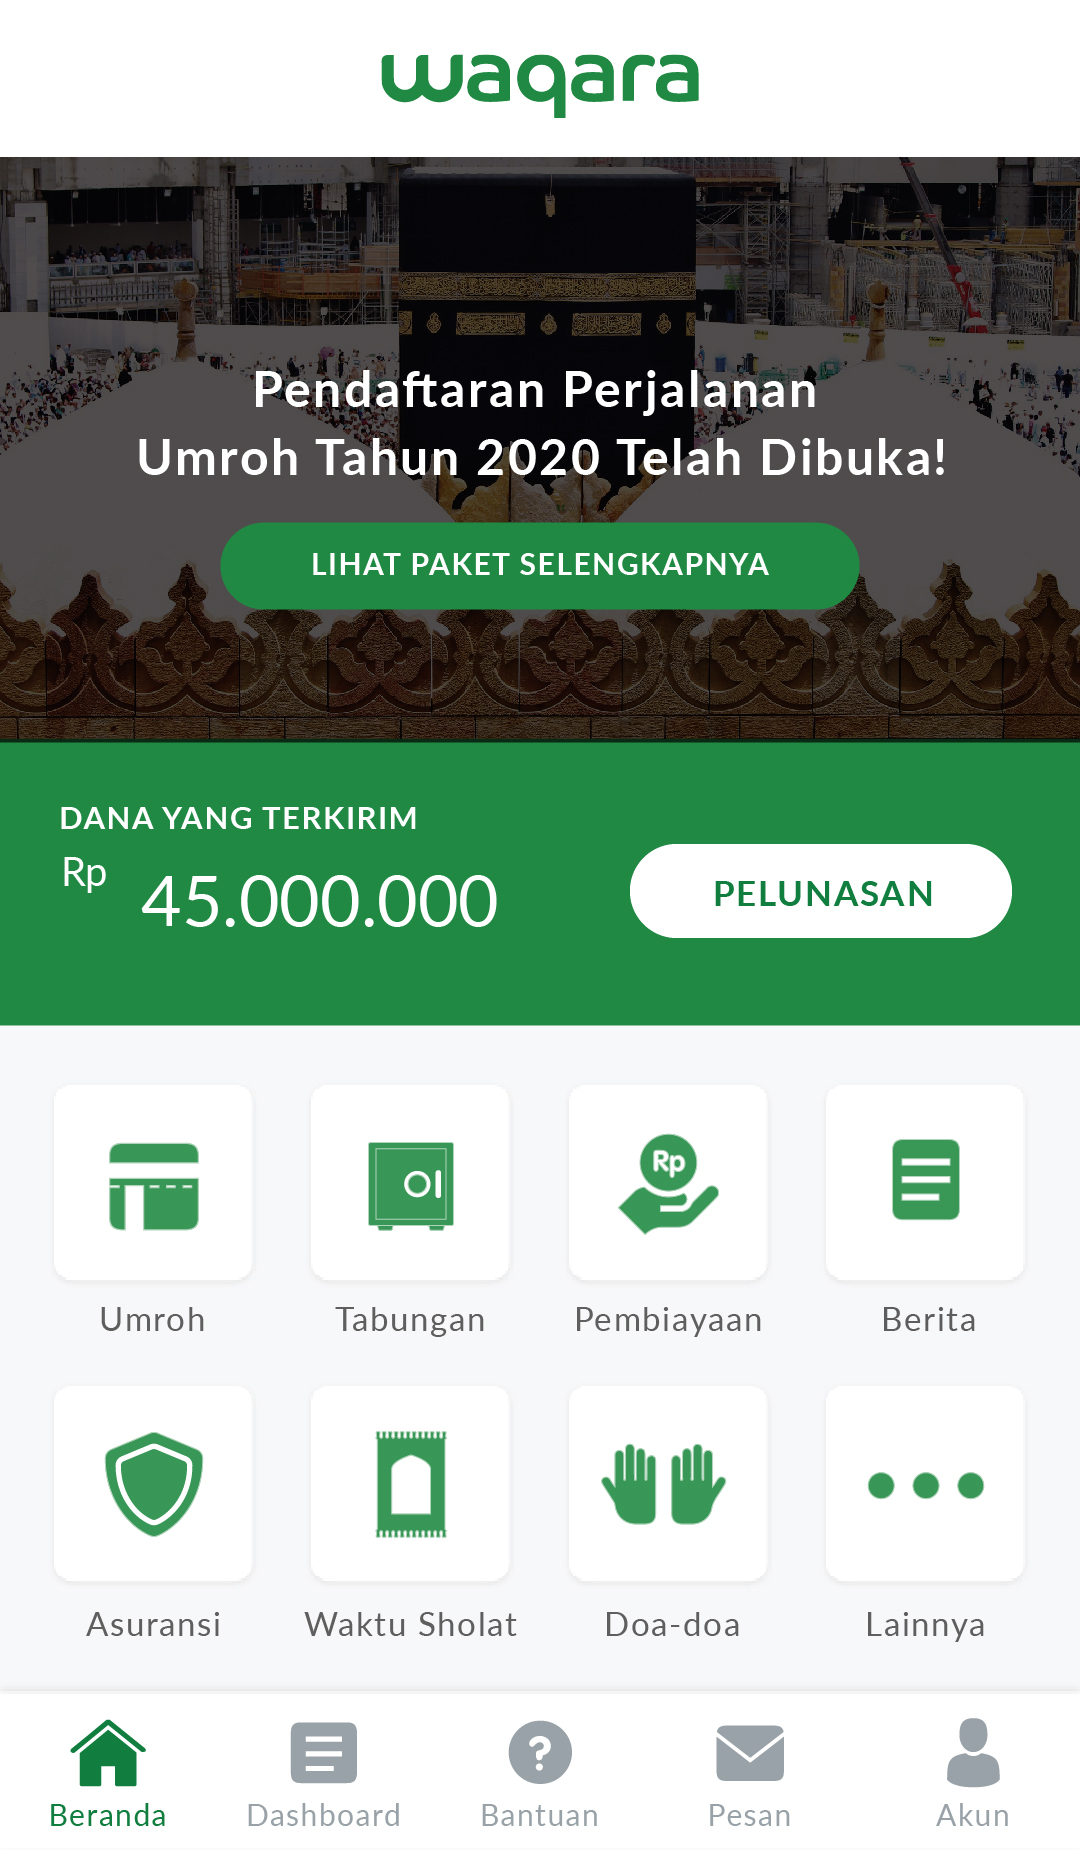 waqara
Pendaftaran Perjalanan
Umroh Tahun 2020 Telah Dibuka!
LIHAT PAKET SELENGKAPNYA
DANA YANG TERKIRIM
Rp 45.000.000
PELUNASAN
Rp
Umroh Tabungan Pembiayaan Berita
Asuransi Waktu Sholat Doa-doa Lainnya
?
Beranda Dashboard Bantuan Pesan Akun